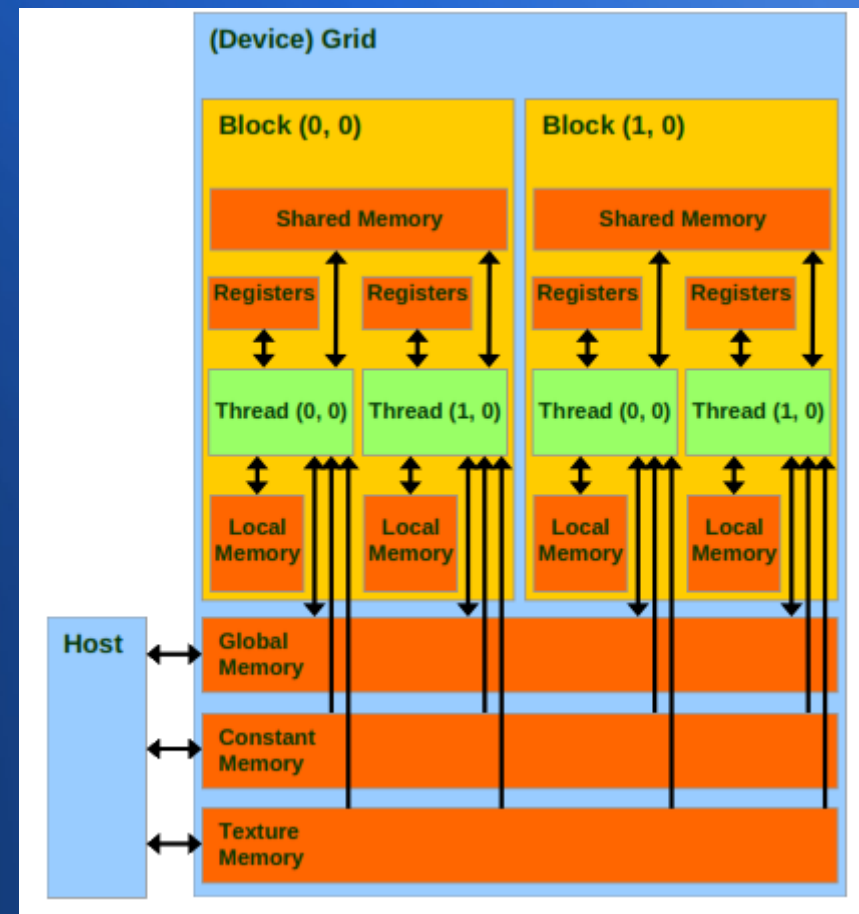 (Device) Grid
Block (0, 0)
Block (1, 0)
Shared Memory
Shared Memory
Registers
Registers
Registers
Registers
Thread (0, 0)
Thread (1, 0)
Thread (0, 0)
Thread (1, 0)
Local
Memory
Local
Memory
Local
Memory
Local
Memory
Host
Global
Memory
Constant
Memory
Texture
Memory